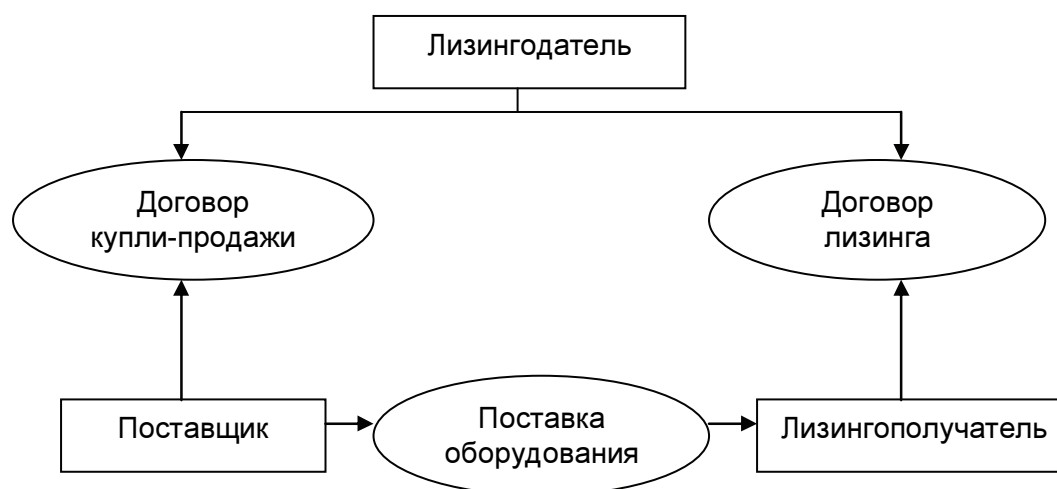 Лизингодатель
Договор
купли-продажи
Договор
лизинга
Поставщик
Поставка
оборудования
Лизингополучатель